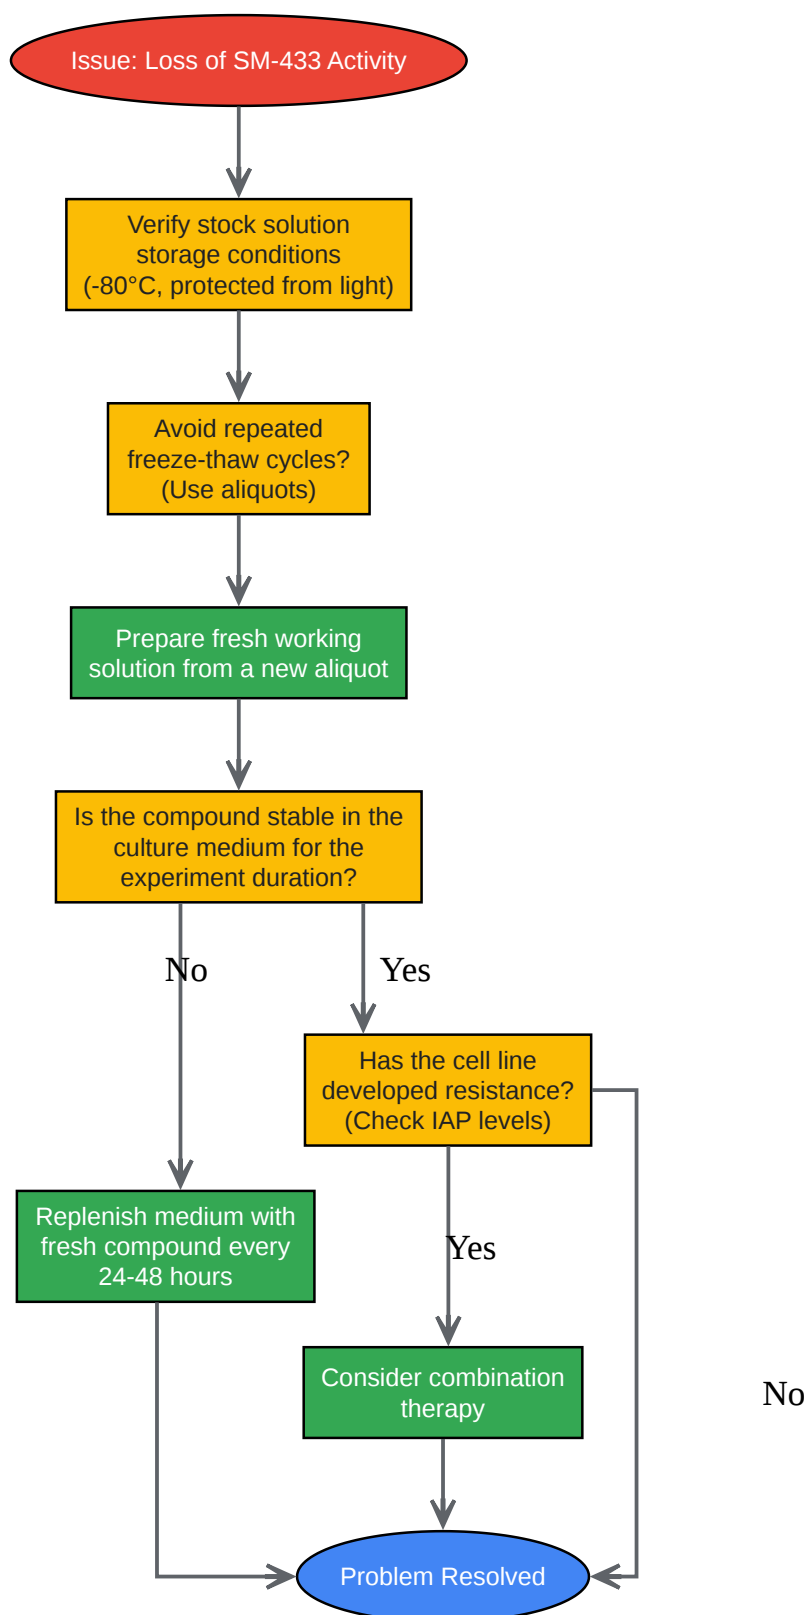 Issue: Loss of SM-433 Activity
Verify stock solution
storage conditions
(-80°C, protected from light)
Avoid repeated
freeze-thaw cycles?
(Use aliquots)
Prepare fresh working
solution from a new aliquot
Is the compound stable in the
culture medium for the
experiment duration?
No
Yes
Has the cell line
developed resistance?
(Check IAP levels)
Replenish medium with
fresh compound every
24-48 hours
Yes
Consider combination
therapy
No
Problem Resolved